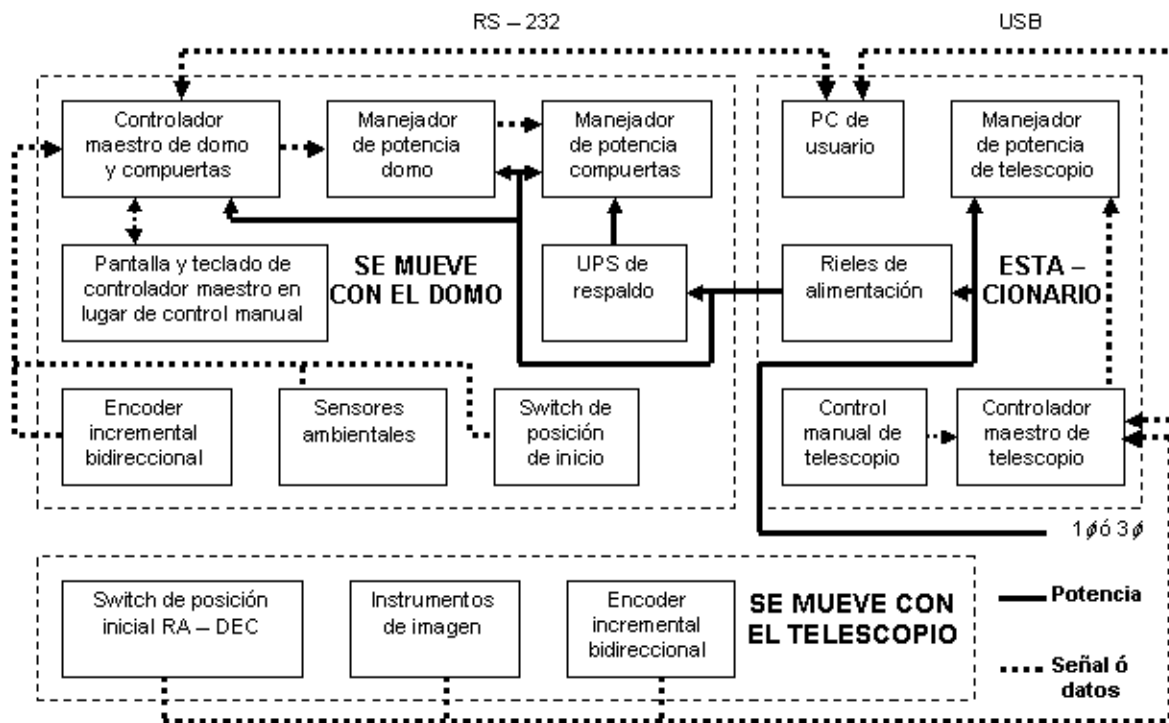 RS – 232
USB
Controlador
maestro de domo
y compuertas
Manejador
de potencia
domo
Manejador
de potencia
compuertas
PC de
usuario
Manejador
de potencia
de telescopio
Pantalla y teclado de
controlador maestro en
lugar de control manual
SE MUEVE
CON EL DOMO
UPS de
respaldo
Rieles de
alimentación
ESTA –
CIONARIO
Encoder
incremental
bidireccional
Sensores
ambientales
Switch de
posición
de inicio
Control
manual de
telescopio
Controlador
maestro de
telescopio
1ϕó 3ϕ
Switch de posición
inicial RA – DEC
Instrumentos
de imagen
Encoder
incremental
bidireccional
SE MUEVE CON
EL TELESCOPIO
Potencia
Señal ó
datos